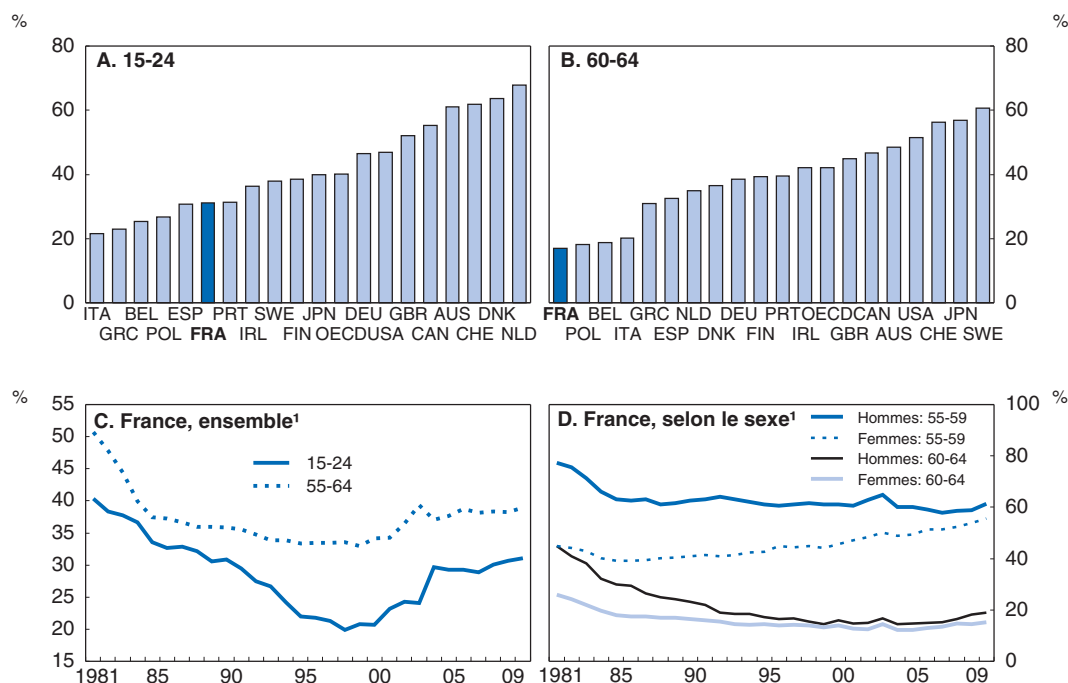 % %
80 80
A. 15-24 B. 60-64
60 60
40 40
20 20
0 0
ITA BEL ESP PRT SWE JPN DEU GBR AUS DNK
GRC POL FRA IRL FIN OECD USA CAN CHE NLD
FRA BEL GRC NLD DEU PRT OECD CAN USA JPN
POL ITA ESP DNK FIN IRL GBR AUS CHE SWE
% %
55
50
45
40
35
30
25
20
15
C. France, ensemble¹
15-24
55-64
1981 85 90 95 00 05 09
D. France, selon le sexe¹
Hommes: 55-59
Femmes: 55-59
Hommes: 60-64
Femmes: 60-64
100
80
60
40
20
0
1981 85 90 95 00 05 09